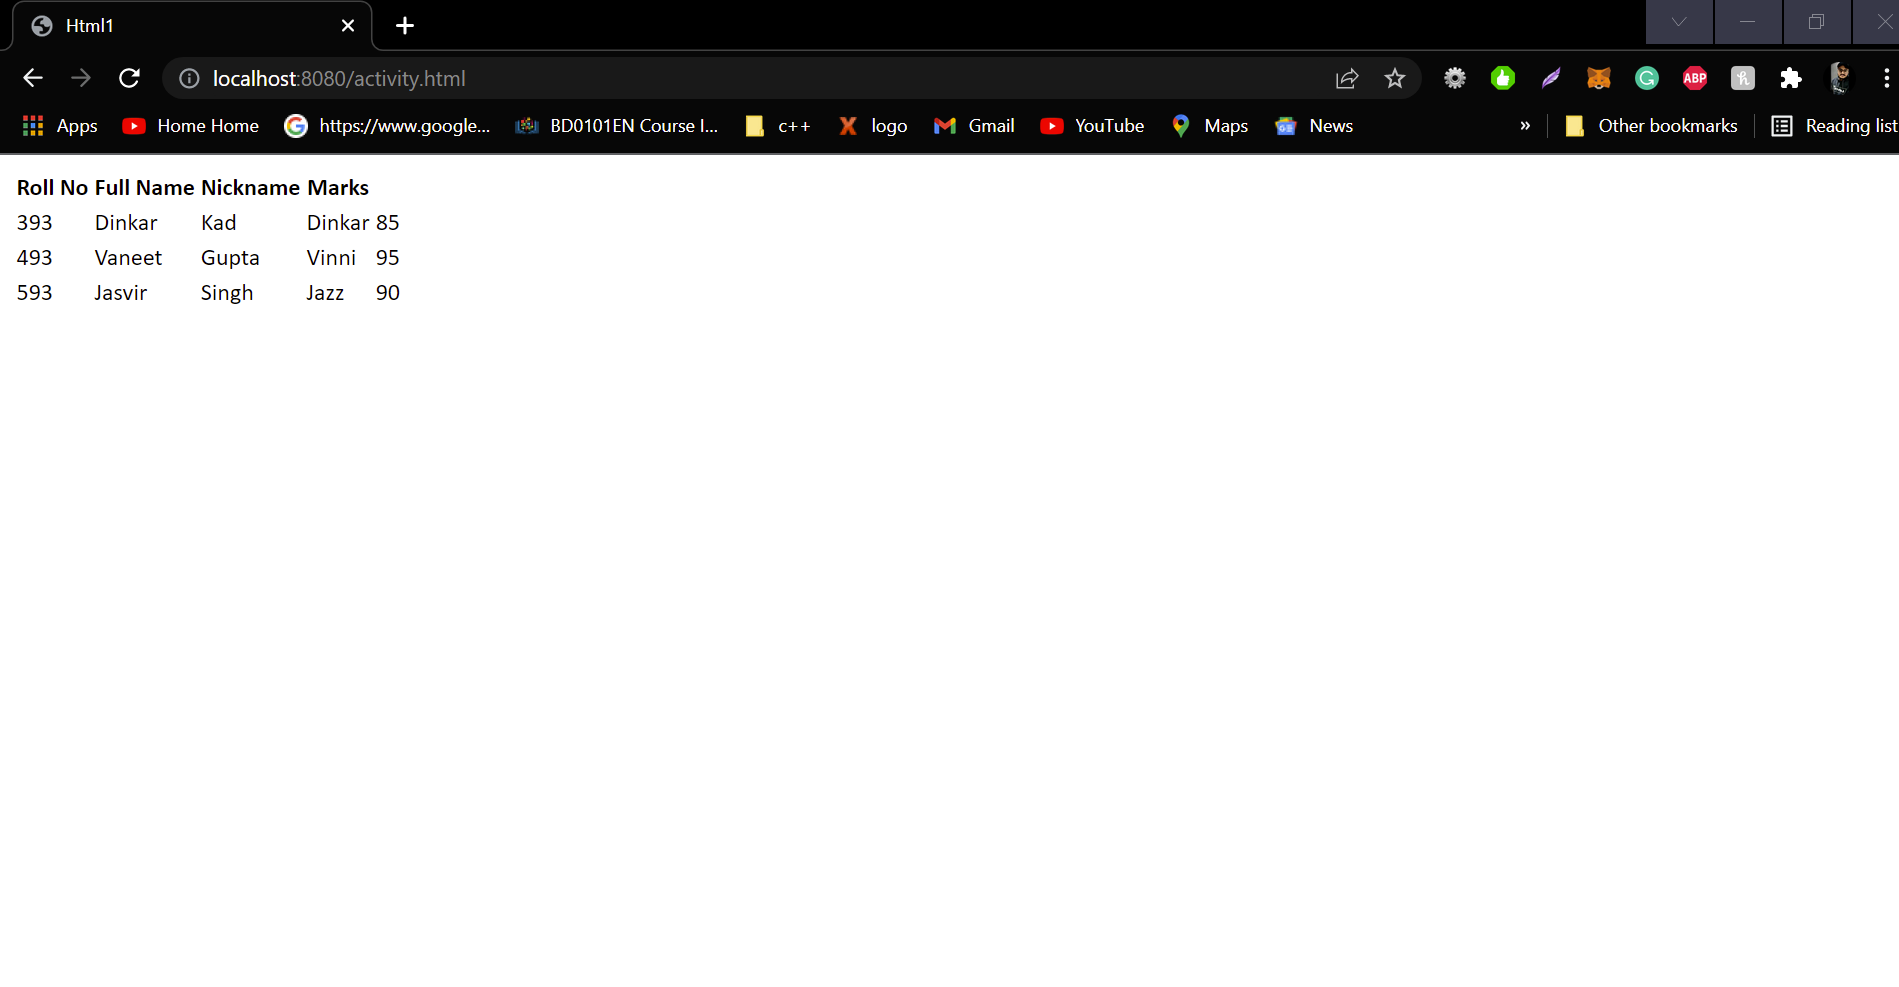 Html1
localhost:8080/activity.html
ABP
Apps Home Home https://www.google... BD0101EN Course I... c++ logo Gmail YouTube Maps News » Other bookmarks Reading list
Roll No Full Name Nickname Marks
393 Dinkar Kad Dinkar 85
493 Vaneet Gupta Vinni 95
593 Jasvir Singh Jazz 90